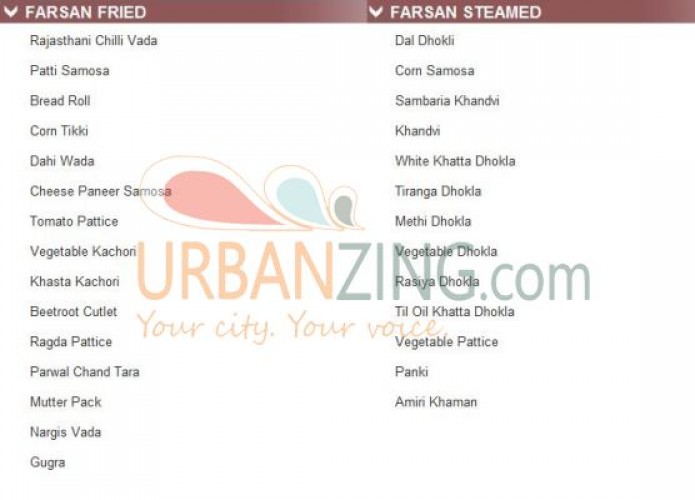 FARSAN FRIED
Rajasthani Chilli Vada
Patti Samosa
Bread Roll
Corn Tikki
Dahi Wada
Cheese Paneer Samosa
Tomato Pattice
Vegetable Kachori
Khasta Kachori
Beetroot Cutlet
Ragda Pattice
Parwal Chand Tara
Mutter Pack
Nargis Vada
Gugra
FARSAN STEAMED
Dal Dhokli
Corn Samosa
Sambaria Khandvi
Khandvi
White Khatta Dhokla
Tiranga Dhokla
Methi Dhokla
Vegetable Dhokla
Rasiya Dhokla
Til Oil Khatta Dhokla
Vegetable Pattice
Panki
Amiri Khaman
URBANZING.com
Your city. Your voice.